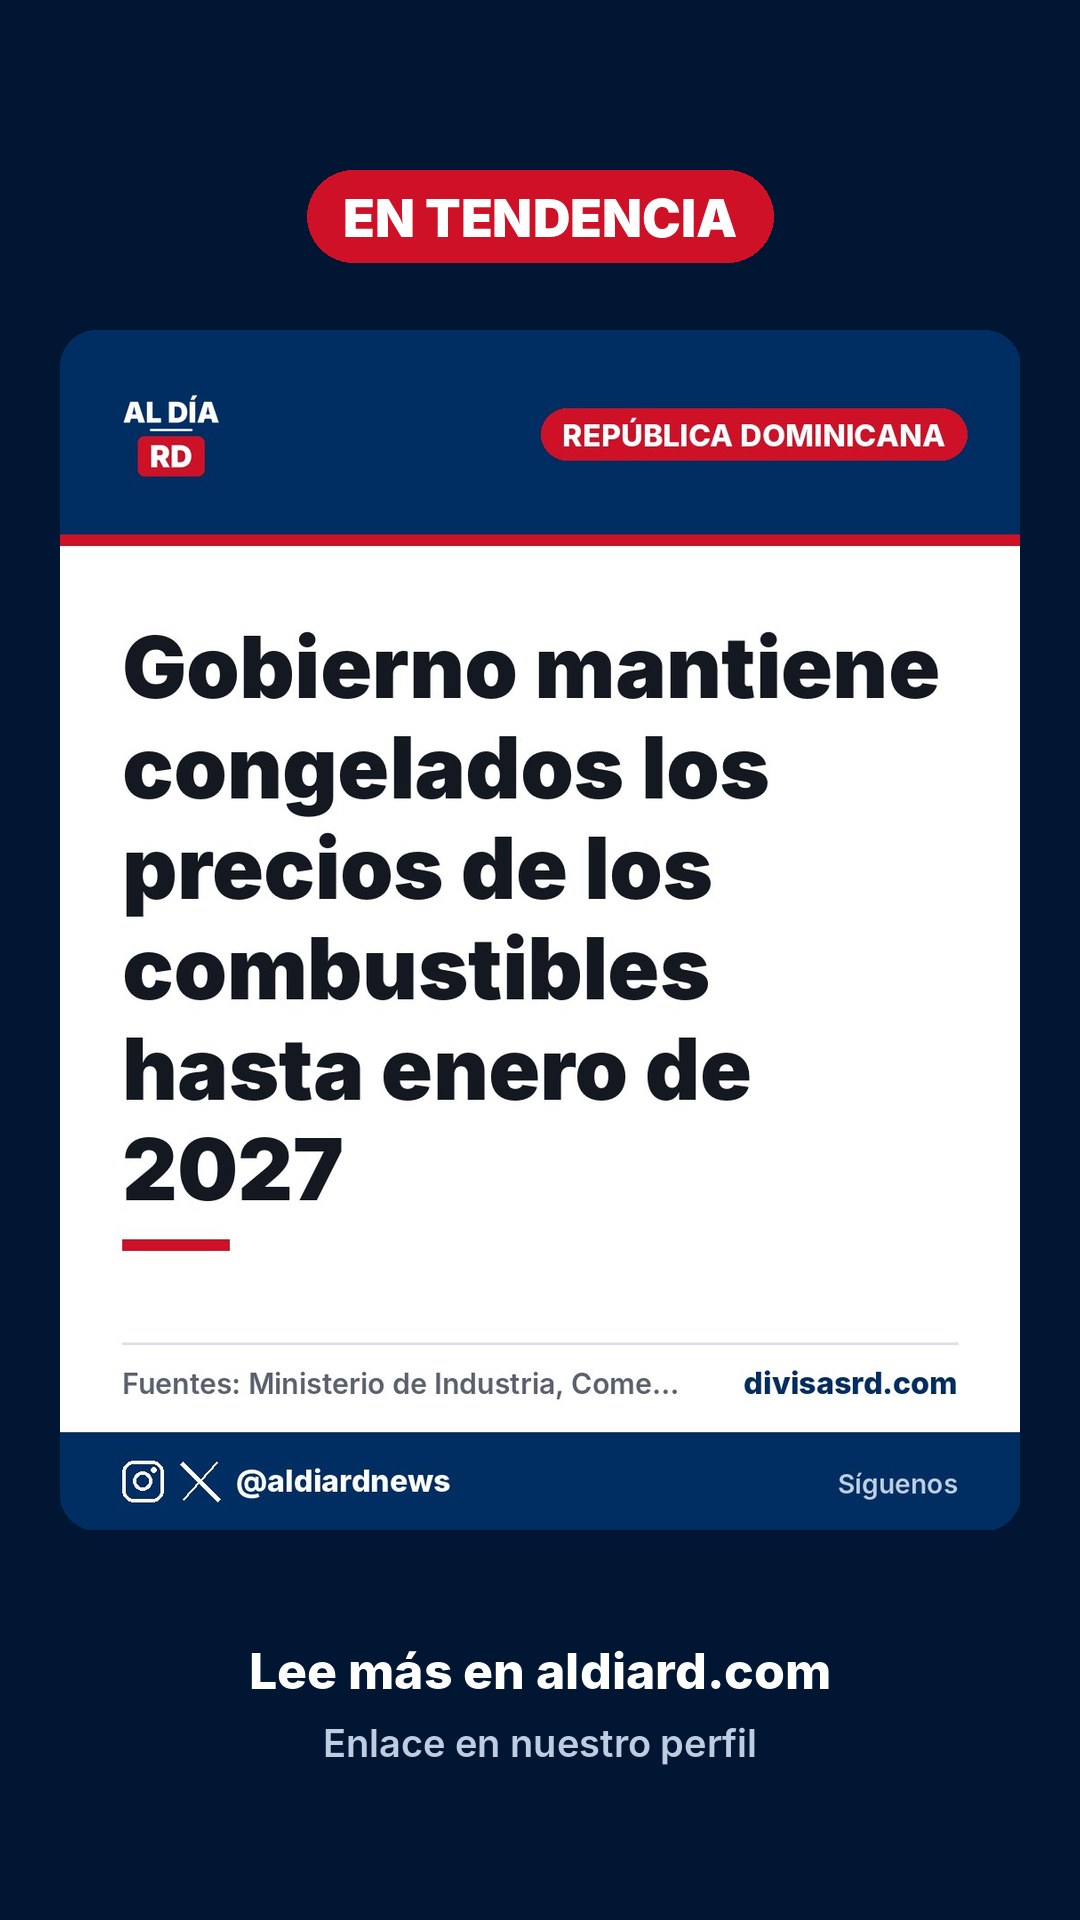 EN TENDENCIA
AL DÍA
RD
REPÚBLICA DOMINICANA
Gobierno mantiene
congelados los
precios de los
combustibles
hasta enero de
2027
Fuentes: Ministerio de Industria, Come...
divisasrd.com
@aldiardnews
Síguenos
Lee más en aldiard.com
Enlace en nuestro perfil